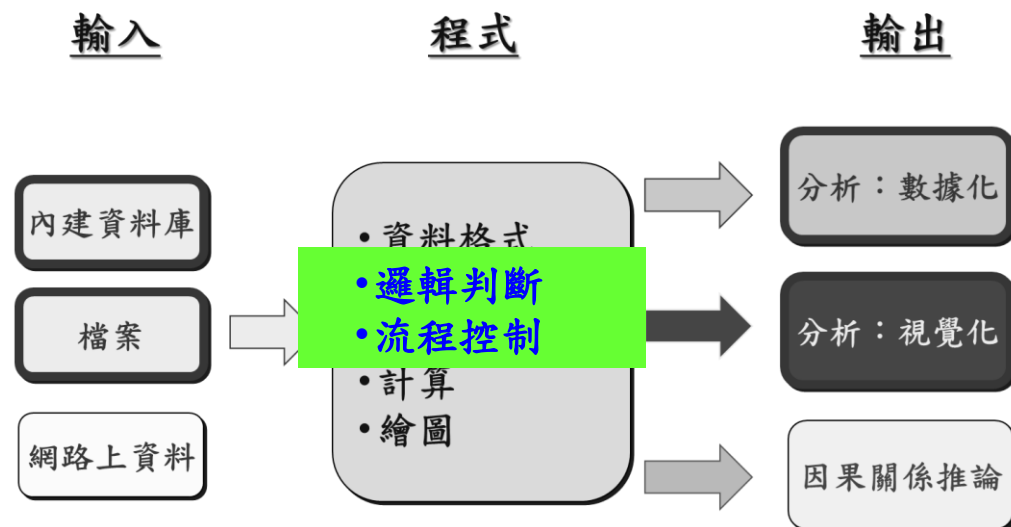 輸入
程式
輸出
內建資料庫
檔案
網路上資料
•資料格式
•邏輯判斷
•流程控制
•計算
•繪圖
分析：數據化
分析：視覺化
因果關係推論